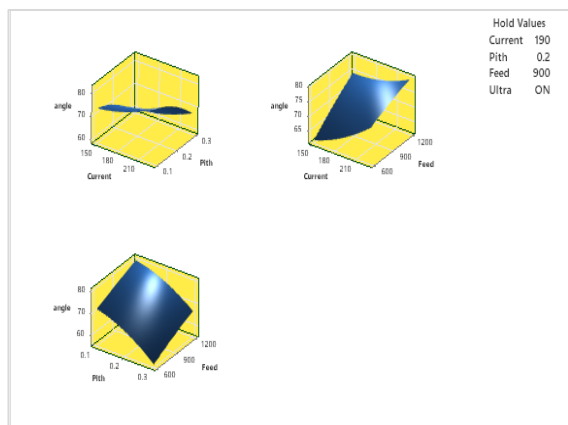 Hold Values
Current 190
Pith 0.2
Feed 900
Ultra ON
80
angle
70
60
150
180
210
Current
0.1
0.2
0.3
Pith
80
75
angle
70
65
150
180
210
Current
600
900
1200
Feed
80
angle
70
60
0.1
0.2
0.3
Pith
600
900
1200
Feed